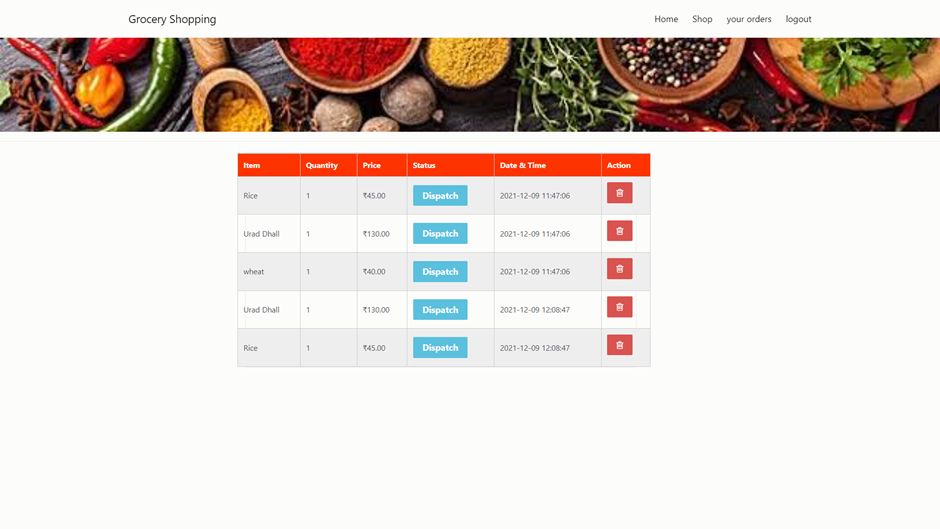 Grocery Shopping Home Shop your orders logout
Item Quantity Price Status Date & Time Action
Rice 1 ₹45.00 Dispatch 2021-12-09 11:47:06
Urad Dhall 1 ₹130.00 Dispatch 2021-12-09 11:47:06
wheat 1 ₹40.00 Dispatch 2021-12-09 11:47:06
Urad Dhall 1 ₹130.00 Dispatch 2021-12-09 12:08:47
Rice 1 ₹45.00 Dispatch 2021-12-09 12:08:47